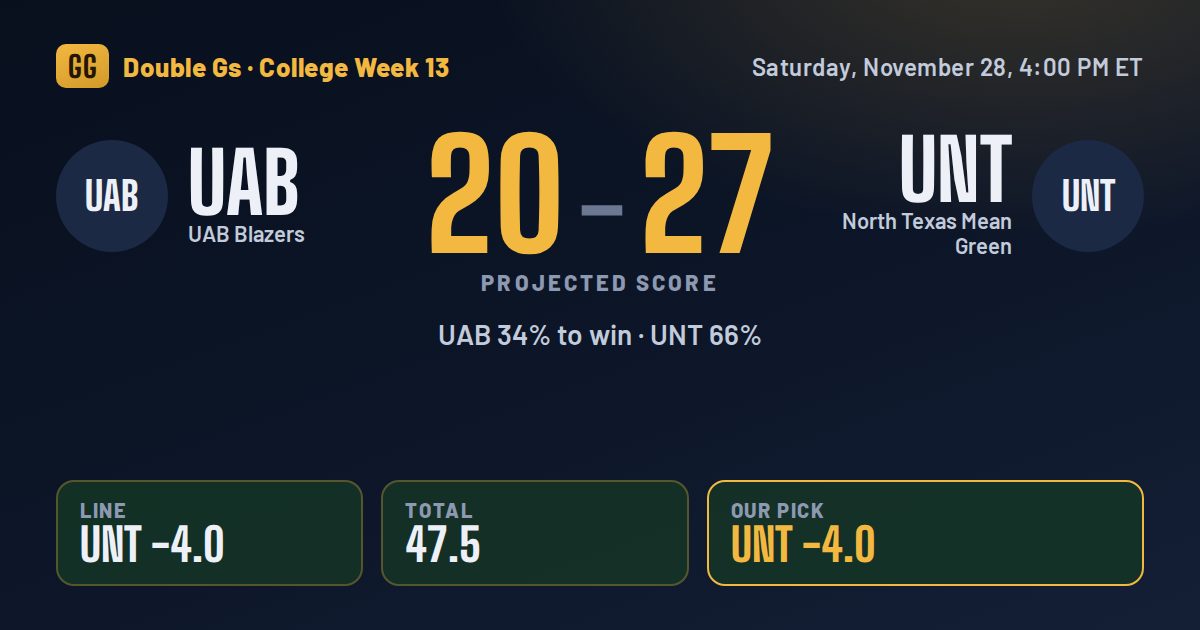 GG Double Gs · College Week 13
Saturday, November 28, 4:00 PM ET
UAB
UAB
UAB Blazers
20 – 27
PROJECTED SCORE
UAB 34% to win · UNT 66%
UNT
North Texas Mean
Green
UNT
LINE
UNT −4.0
TOTAL
47.5
OUR PICK
UNT −4.0